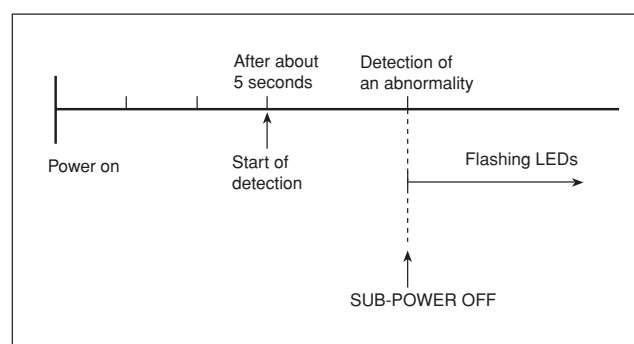 After about
5 seconds
Detection of
an abnormality
Power on
Start of
detection
Flashing LEDs
SUB-POWER OFF